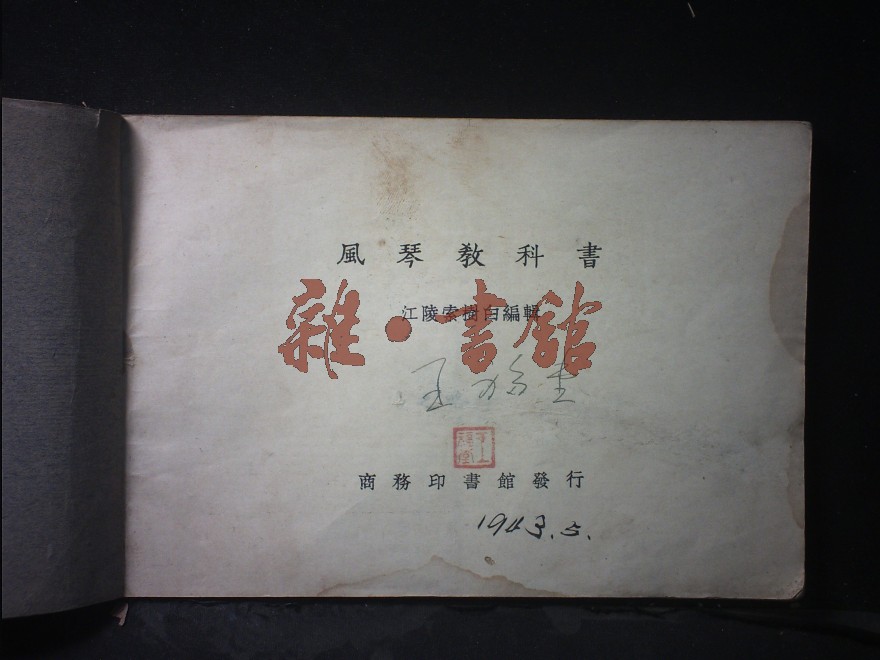 風琴教科書
江陵索樹白編輯
雜·書館
商務印書館發行
1943.5.